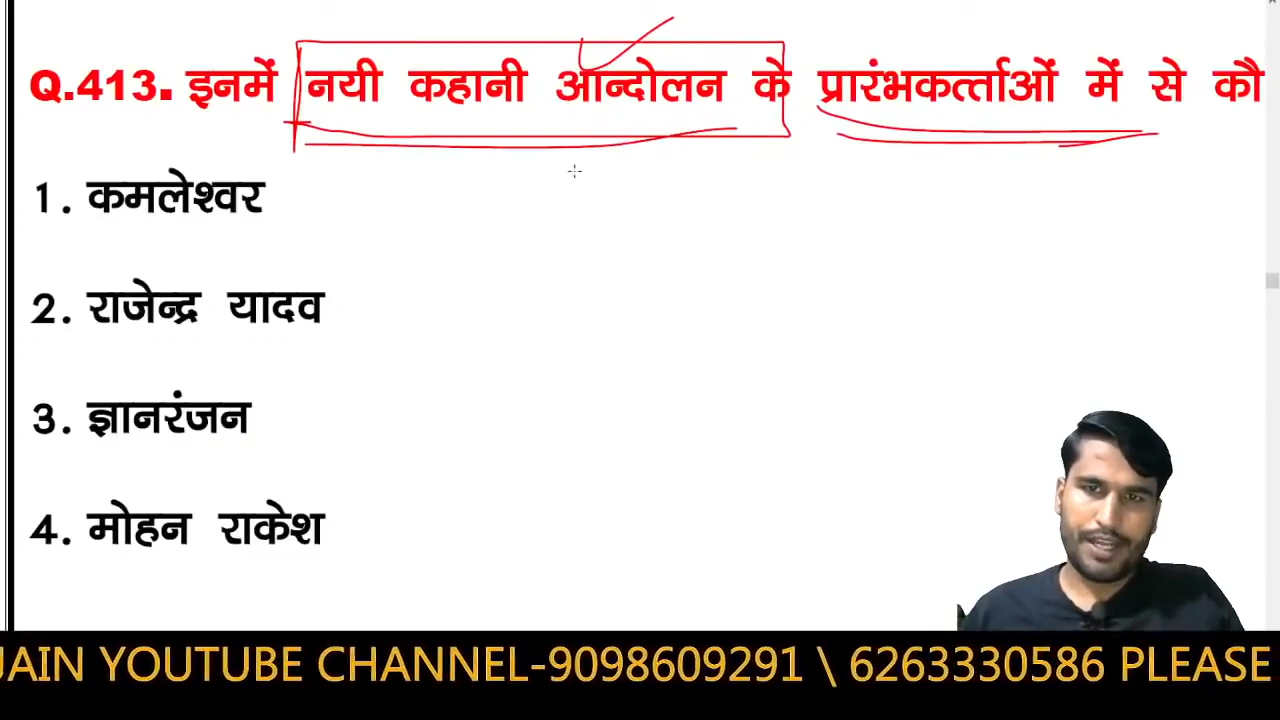 Q.413. इनमें नयी कहानी आन्दोलन के प्रारंभकर्त्ताओं में से कौ
1. कमलेश्वर
2. राजेन्द्र यादव
3. ज्ञानरंजन
4. मोहन राकेश
JAIN YOUTUBE CHANNEL-9098609291 \ 6263330586 PLEASE